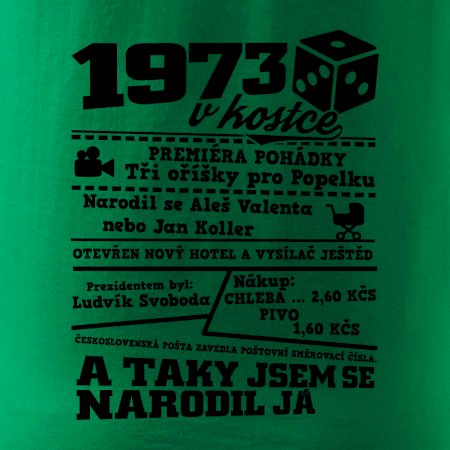 1973
v kostce
PREMIÉRA POHÁDKY
Tři oříšky pro Popelku
Narodil se Aleš Valenta
nebo Jan Koller
OTEVŘEN NOVÝ HOTEL A VYSÍLAČ JEŠTĚD
Prezidentem byl:
Ludvík Svoboda
Nákup:
CHLEBA ... 2,60 KČS
PIVO
1,60 KČS
ČESKOSLOVENSKÁ POŠTA ZAVEDLA POŠTOVNÍ SMĚROVACÍ ČÍSLA.
A TAKY JSEM SE
NARODIL JÁ